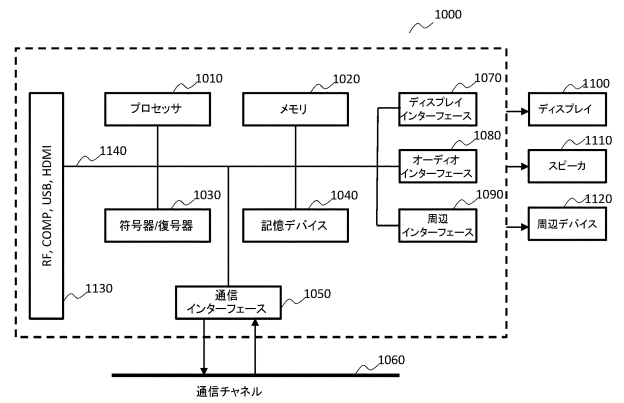 1000
1010
プロセッサ
1020
メモリ
1070
ディスプレイ
インターフェース
1100
ディスプレイ
1140
1080
オーディオ
インターフェース
1110
スピーカ
RF, COMP, USB, HDMI
1030
符号器/復号器
1040
記憶デバイス
1090
周辺
インターフェース
1120
周辺デバイス
1130
通信
インターフェース
1050
1060
通信チャネル